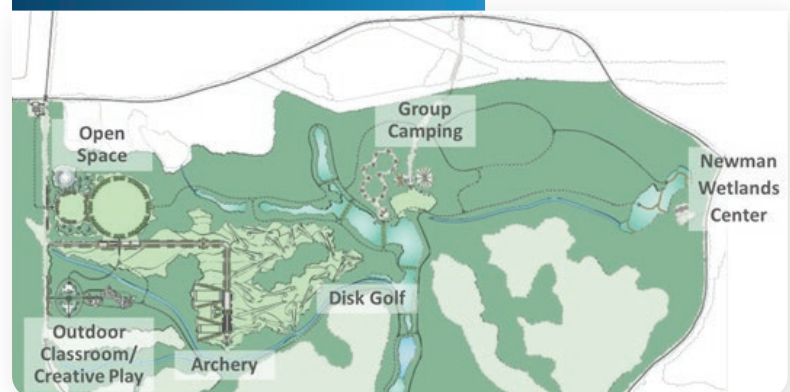 Group
Camping
Open
Space
Newman
Wetlands
Center
Disk Golf
Outdoor
Classroom/
Creative Play
Archery